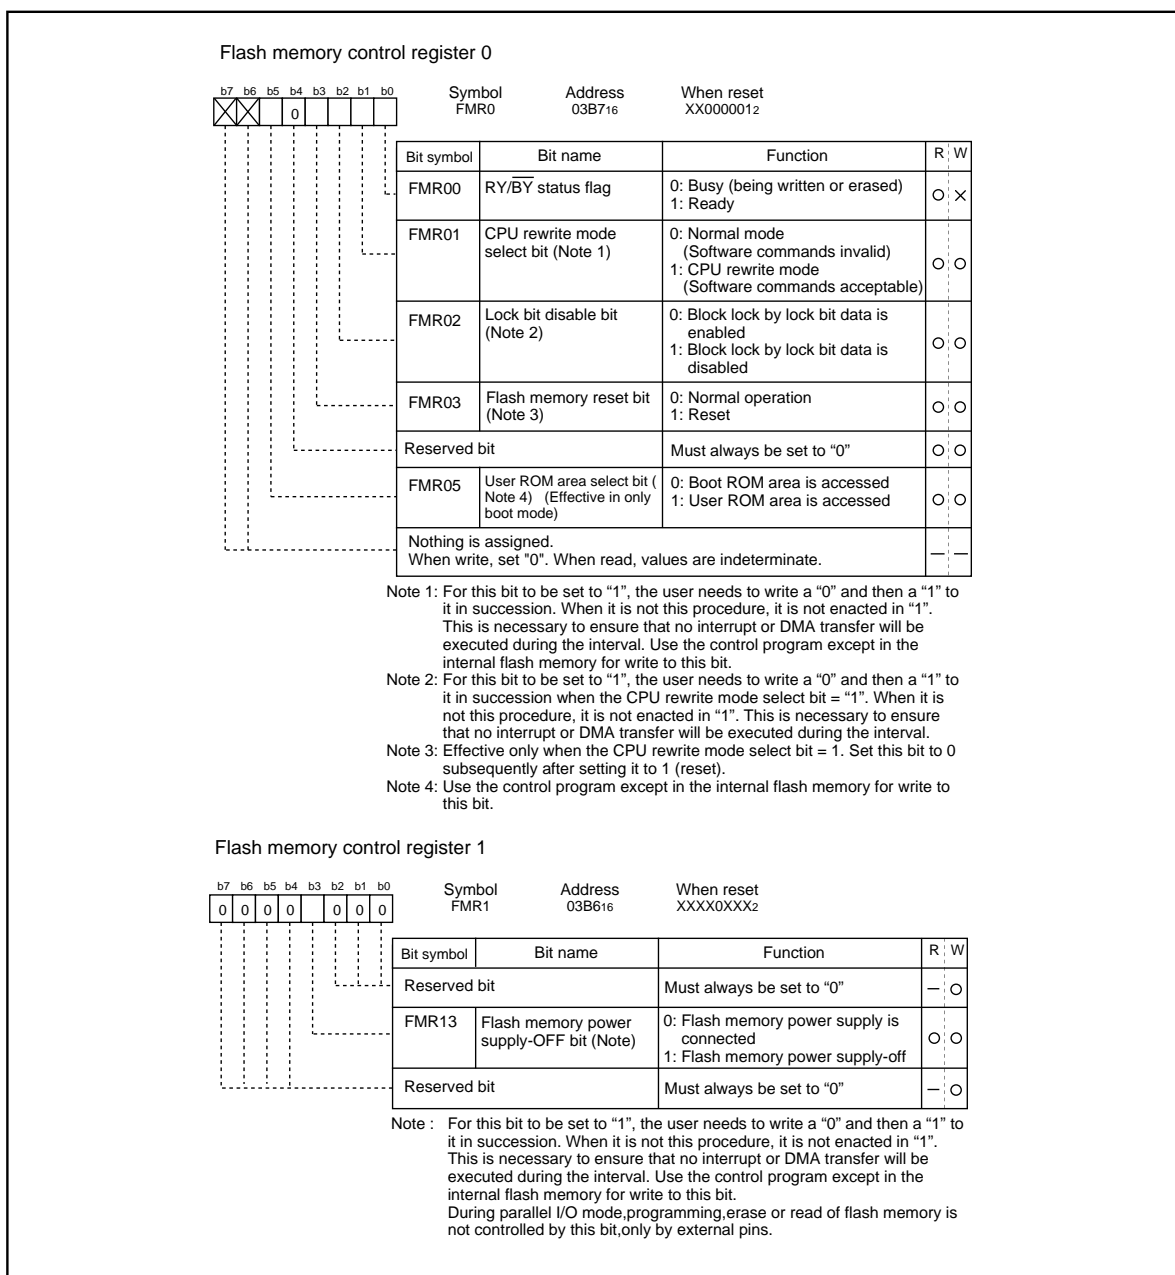 Flash memory control register 0
b7 b6 b5 b4 b3 b2 b1 b0
Symbol Address When reset
FMR0 03B716 XX0000012
0
Bit symbol Bit name Function R W
FMR00 RY/BY status flag 0: Busy (being written or erased)
1: Ready
FMR01 CPU rewrite mode 0: Normal mode
select bit (Note 1) (Software commands invalid)
1: CPU rewrite mode
(Software commands acceptable)
FMR02 Lock bit disable bit 0: Block lock by lock bit data is
(Note 2) enabled
1: Block lock by lock bit data is
disabled
FMR03 Flash memory reset bit 0: Normal operation
(Note 3) 1: Reset
Reserved bit Must always be set to “0”
FMR05 User ROM area select bit ( 0: Boot ROM area is accessed
Note 4) (Effective in only 1: User ROM area is accessed
boot mode)
Nothing is assigned.
When write, set "0". When read, values are indeterminate.
Note 1: For this bit to be set to “1”, the user needs to write a “0” and then a “1” to
it in succession. When it is not this procedure, it is not enacted in “1”.
This is necessary to ensure that no interrupt or DMA transfer will be
executed during the interval. Use the control program except in the
internal flash memory for write to this bit.
Note 2: For this bit to be set to “1”, the user needs to write a “0” and then a “1” to
it in succession when the CPU rewrite mode select bit = “1”. When it is
not this procedure, it is not enacted in “1”. This is necessary to ensure
that no interrupt or DMA transfer will be executed during the interval.
Note 3: Effective only when the CPU rewrite mode select bit = 1. Set this bit to 0
subsequently after setting it to 1 (reset).
Note 4: Use the control program except in the internal flash memory for write to
this bit.
Flash memory control register 1
b7 b6 b5 b4 b3 b2 b1 b0
Symbol Address When reset
FMR1 03B616 XXXX0XXX2
0 0 0 0 0 0 0
Bit symbol Bit name Function R W
Reserved bit Must always be set to “0”
FMR13 Flash memory power 0: Flash memory power supply is
supply-OFF bit (Note) connected
1: Flash memory power supply-off
Reserved bit Must always be set to “0”
Note : For this bit to be set to “1”, the user needs to write a “0” and then a “1” to
it in succession. When it is not this procedure, it is not enacted in “1”.
This is necessary to ensure that no interrupt or DMA transfer will be
executed during the interval. Use the control program except in the
internal flash memory for write to this bit.
During parallel I/O mode,programming,erase or read of flash memory is
not controlled by this bit,only by external pins.